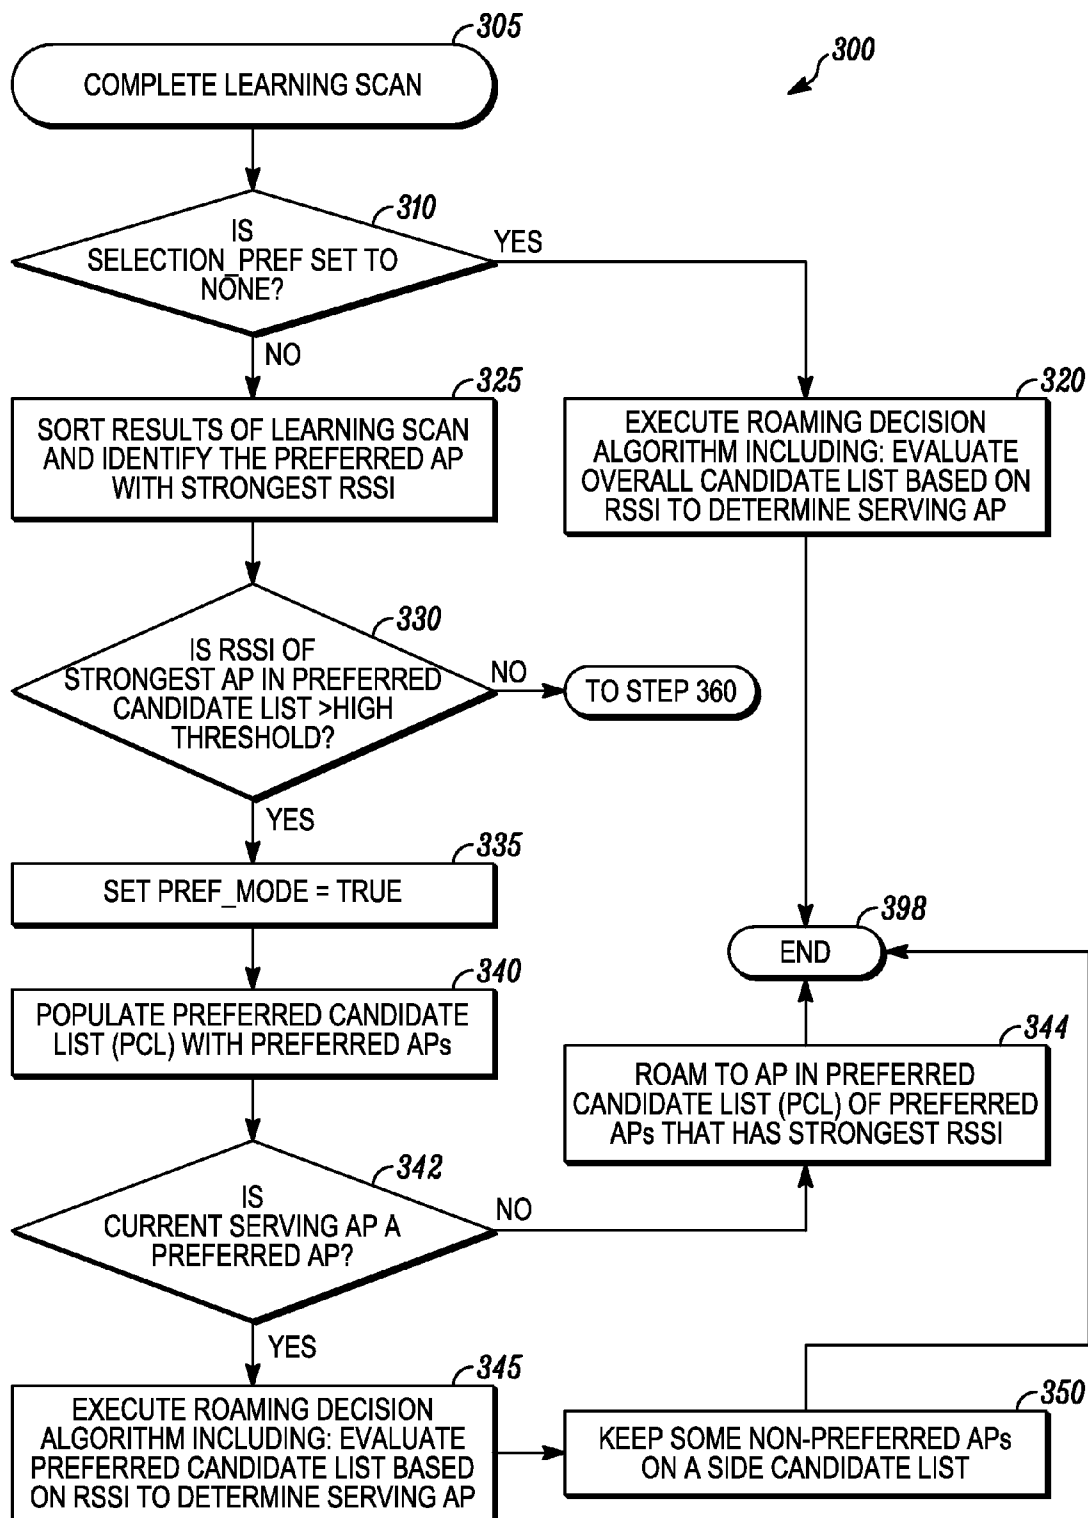 305
300
COMPLETE LEARNING SCAN
310
IS
SELECTION_PREF SET TO
NONE?
YES
NO
325
SORT RESULTS OF LEARNING SCAN
AND IDENTIFY THE PREFERRED AP
WITH STRONGEST RSSI
320
EXECUTE ROAMING DECISION
ALGORITHM INCLUDING: EVALUATE
OVERALL CANDIDATE LIST BASED ON
RSSI TO DETERMINE SERVING AP
330
IS RSSI OF
STRONGEST AP IN PREFERRED
CANDIDATE LIST >HIGH
THRESHOLD?
NO
TO STEP 360
YES
335
SET PREF_MODE = TRUE
398
END
340
POPULATE PREFERRED CANDIDATE
LIST (PCL) WITH PREFERRED APs
344
ROAM TO AP IN PREFERRED
CANDIDATE LIST (PCL) OF PREFERRED
APs THAT HAS STRONGEST RSSI
342
IS
CURRENT SERVING AP A
PREFERRED AP?
NO
YES
345
EXECUTE ROAMING DECISION
ALGORITHM INCLUDING: EVALUATE
PREFERRED CANDIDATE LIST BASED
ON RSSI TO DETERMINE SERVING AP
350
KEEP SOME NON-PREFERRED APs
ON A SIDE CANDIDATE LIST